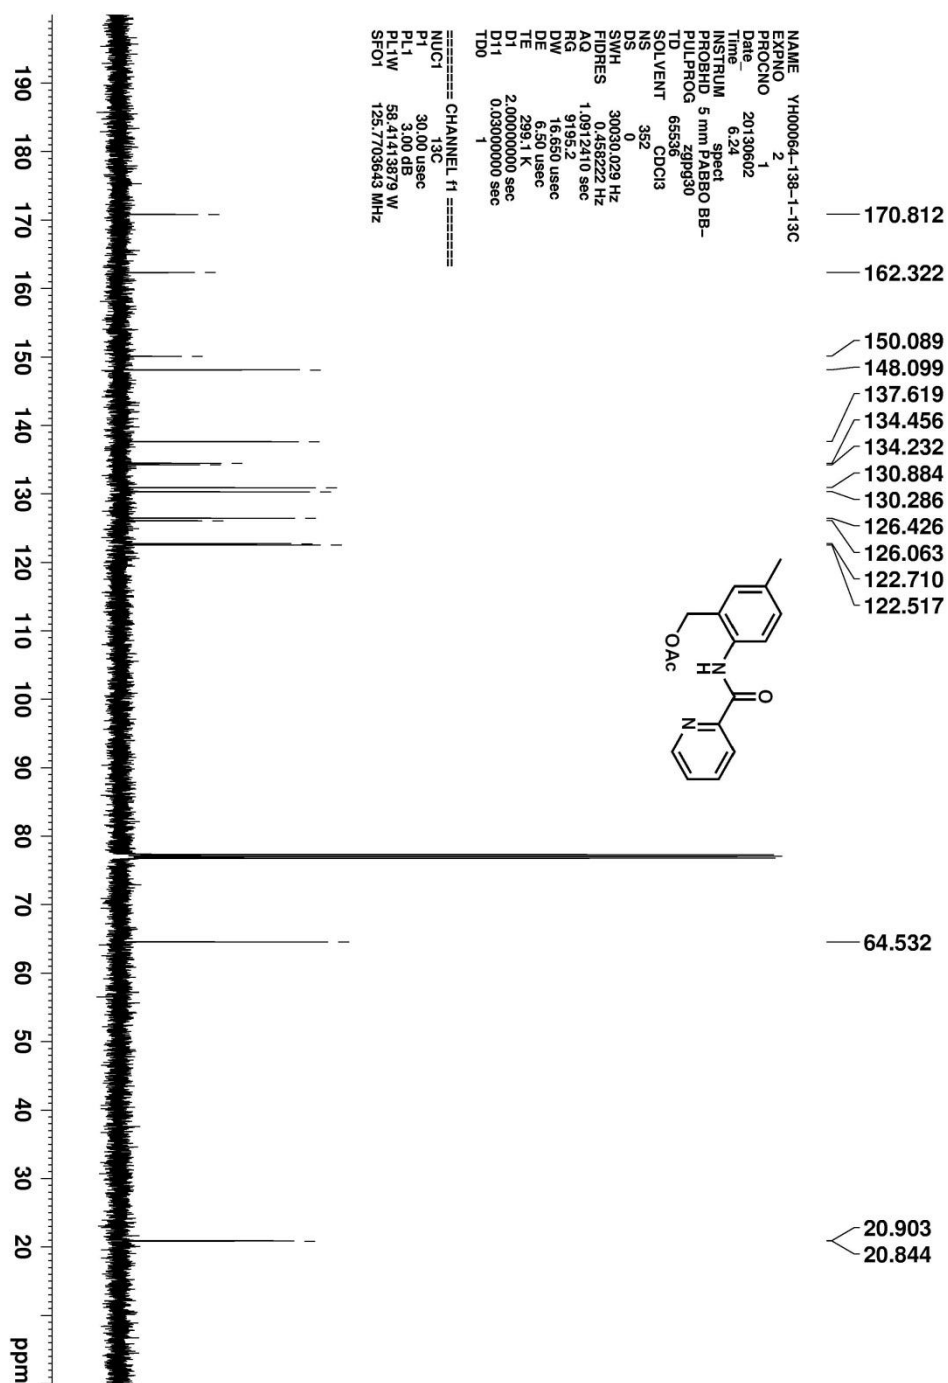 NAME YH00064-138-1-13C
EXPNO 2
PROCNO 1
Date_ 20130602
Time 6.24
INSTRUM spect
PROBHD 5 mm PABBO BB-
PULPROG zgpg30
TD 65536
SOLVENT CDCl3
NS 352
DS 0
SWH 30030.029 Hz
FIDRES 0.458222 Hz
AQ 1.0912410 sec
RG 9195.2
DW 16.650 usec
DE 6.50 usec
TE 299.1 K
D1 2.00000000 sec
D11 0.03000000 sec
TD0 1
======== CHANNEL f1 ========
NUC1 13C
P1 30.00 usec
PL1 3.00 dB
PL1W 58.41413879 W
SFO1 125.7703643 MHz
170.812
162.322
150.089
148.099
137.619
134.456
134.232
130.884
130.286
126.426
126.063
122.710
122.517
64.532
20.903
20.844
OAc
N
H
O
N
190 180 170 160 150 140 130 120 110 100 90 80 70 60 50 40 30 20 ppm